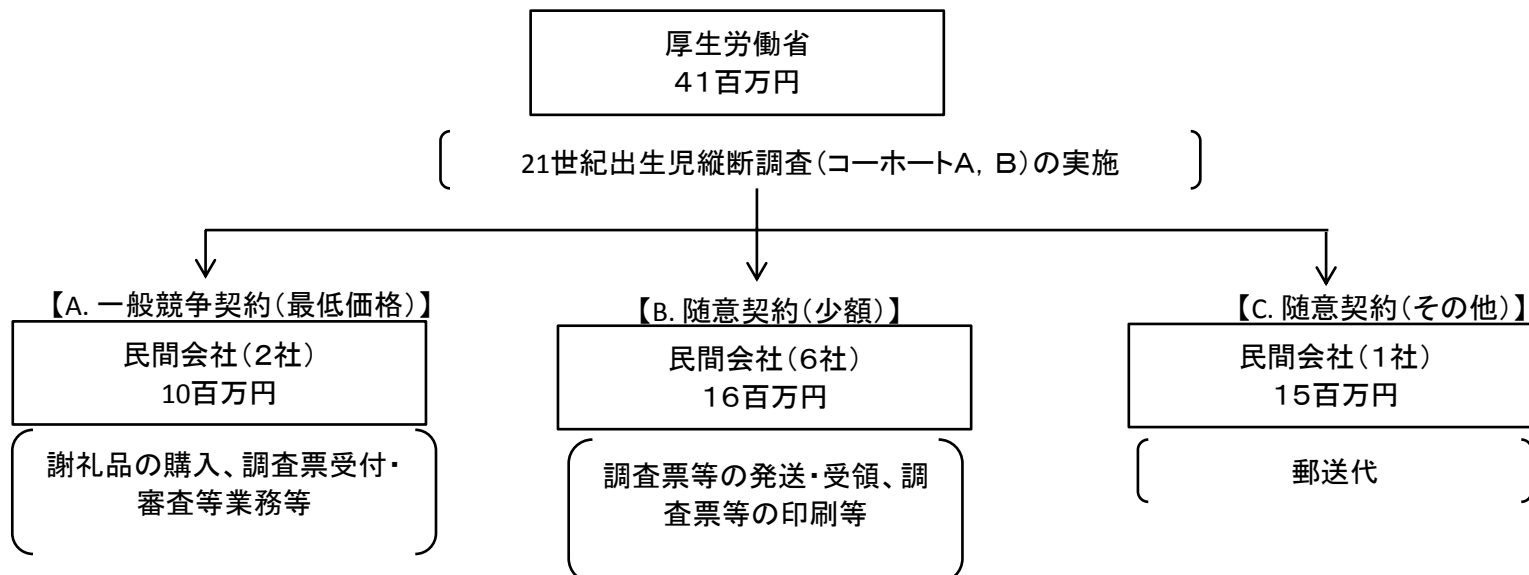 厚生労働省
41百万円
21世紀出生児縦断調査(コーホートA, B)の実施
【A. 一般競争契約(最低価格)】
民間会社(2社)
10百万円
謝礼品の購入、調査票受付・
審査等業務等
【B. 随意契約(少額)】
民間会社(6社)
16百万円
調査票等の発送・受領、調
査票等の印刷等
【C. 随意契約(その他)】
民間会社(1社)
15百万円
郵送代